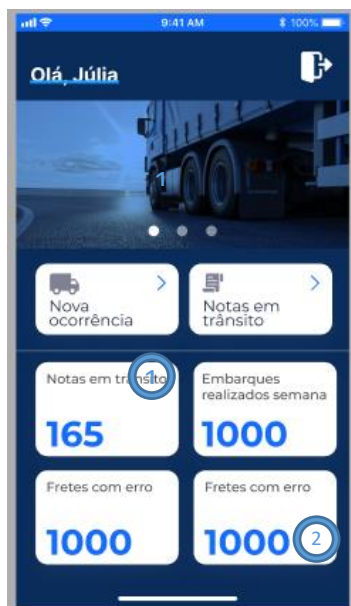 9:41 AM
100%
Olá, Júlia
1
Nova
ocorrência
Notas em
trânsito
Notas em trânsito
1
Embarques
realizados semana
165
1000
Fretes com erro
Fretes com erro
1000
1000
2